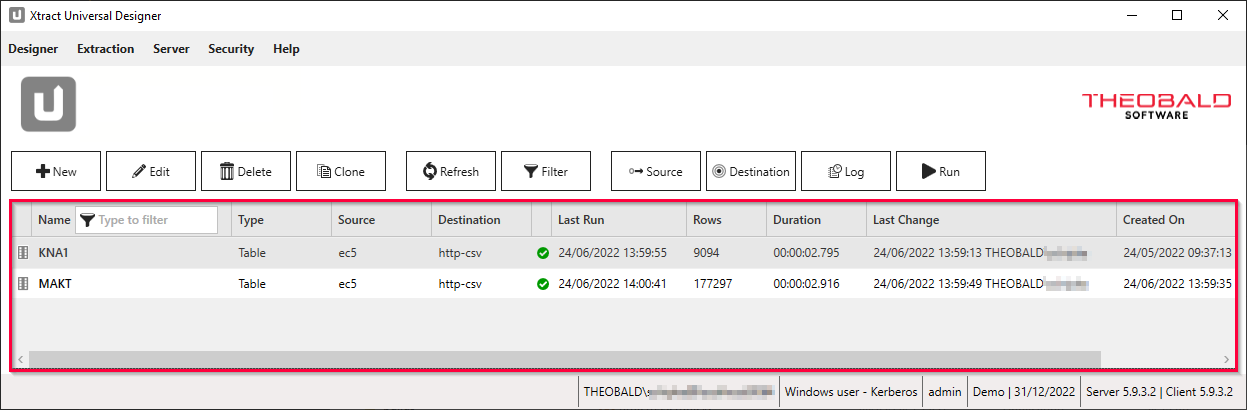 Xtract Universal Designer
Designer Extraction Server Security Help
THEOBALD
SOFTWARE
New Edit Delete Clone Refresh Filter Source Destination Log Run
Name Type to filter Type Source Destination Last Run Rows Duration Last Change Created On
KNA1 Table ec5 http-csv 24/06/2022 13:59:55 9094 00:00:02.795 24/06/2022 13:59:13 THEOBALD\ 24/05/2022 09:37:13
MAKT Table ec5 http-csv 24/06/2022 14:00:41 177297 00:00:02.916 24/06/2022 13:59:49 THEOBALD\ 24/06/2022 13:59:35
THEOBALD\ Windows user - Kerberos admin Demo | 31/12/2022 Server 5.9.3.2 | Client 5.9.3.2